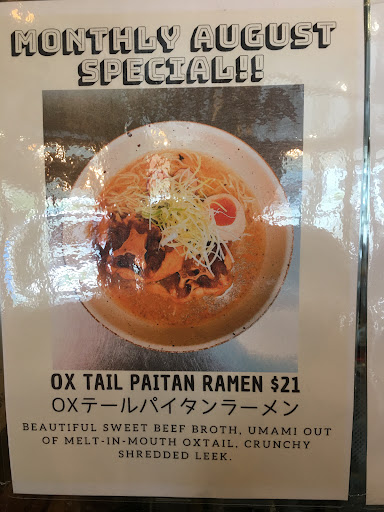 MONTHLY AUGUST
SPECIAL!!
OX TAIL PAITAN RAMEN $21
OXテールパイタンラーメン
BEAUTIFUL SWEET BEEF BROTH, UMAMI OUT
OF MELT-IN-MOUTH OXTAIL, CRUNCHY
SHREDDED LEEK.